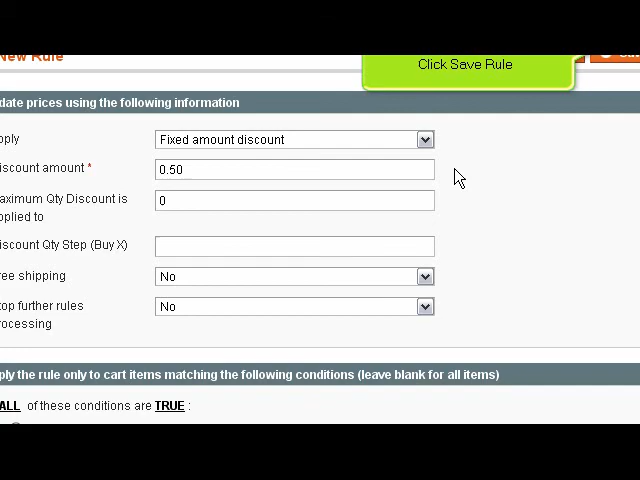 New Rule
Click Save Rule
date prices using the following information
pply
Fixed amount discount
iscount amount *
0.50
aximum Qty Discount is
pplied to
0
iscount Qty Step (Buy X)
ree shipping
No
top further rules
rocessing
No
ply the rule only to cart items matching the following conditions (leave blank for all items)
ALL of these conditions are TRUE :